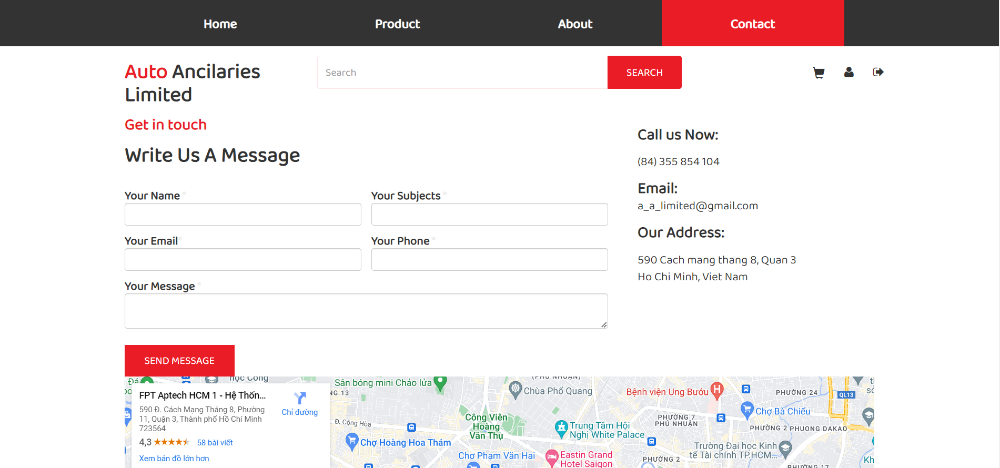 Home
Product
About
Contact
Auto Ancilaries
Limited
Search
SEARCH
Get in touch
Write Us A Message
Your Name *
Your Subjects *
Your Email *
Your Phone *
Your Message *
SEND MESSAGE
Call us Now:
(84) 355 854 104
Email:
a_a_limited@gmail.com
Our Address:
590 Cach mang thang 8, Quan 3
Ho Chi Minh, Viet Nam
FPT Aptech HCM 1 - Hệ Thốn...
590 Đ. Cách Mạng Tháng 8, Phường
11, Quận 3, Thành phố Hồ Chí Minh
723564
4,3
58 bài viết
Xem bản đồ lớn hơn
Chỉ đường
học Công
Sân bóng mini Chảo lửa
NG 13
(PHÚ NHUẬN)
Chùa Phổ Quang
Bệnh viện Ung Bướu
H
PHƯỜNG 24
QL13
Chợ Bà Chiểu
Đ. Cộng Hòa
Công Viên
Hoàng
Văn Thụ
Trung Tâm Hội
Nghị White Palace
PHƯỜNG 7
PHÚ NHUẬN
PHƯỜNG 2
PHUONG DAKAO
Chợ Hoàng Hoa Thám
Chợ Phạm Văn Hai
Eastin Grand
Hotel Saigon
Trường Đại học Kinh
tế Tài chính TP.HCM...
PHƯỜNG 2
PHƯỜNG 17